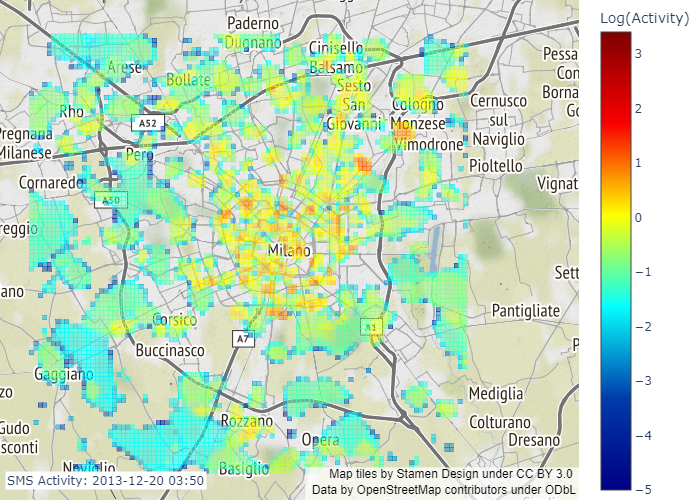 Paderno
Dugnano
Cinisello
Balsamo
Arese
Bollate
Sesto
San
Giovanni
Cologno
Monzese
Cernusco
sul
Naviglio
Pessa
Con
Borna
Go
Rho
A52
Pregnana
Milanese
Pero
Vimodrone
Pioltello
Cornaredo
A50
Vignat
reggio
Milano
Sett
ano
Corsico
A1
Pantigliate
A7
Buccinasco
P
Gaggiano
zo
Mediglia
Rozzano
Colturano
Gudo
sconti
Opera
Dresano
Noviglio
Basiglio
SMS Activity: 2013-12-20 03:50
Map tiles by Stamen Design under CC BY 3.0
Data by OpenStreetMap contributors under ODbL
Log(Activity)
3
2
1
0
−1
−2
−3
−4
−5